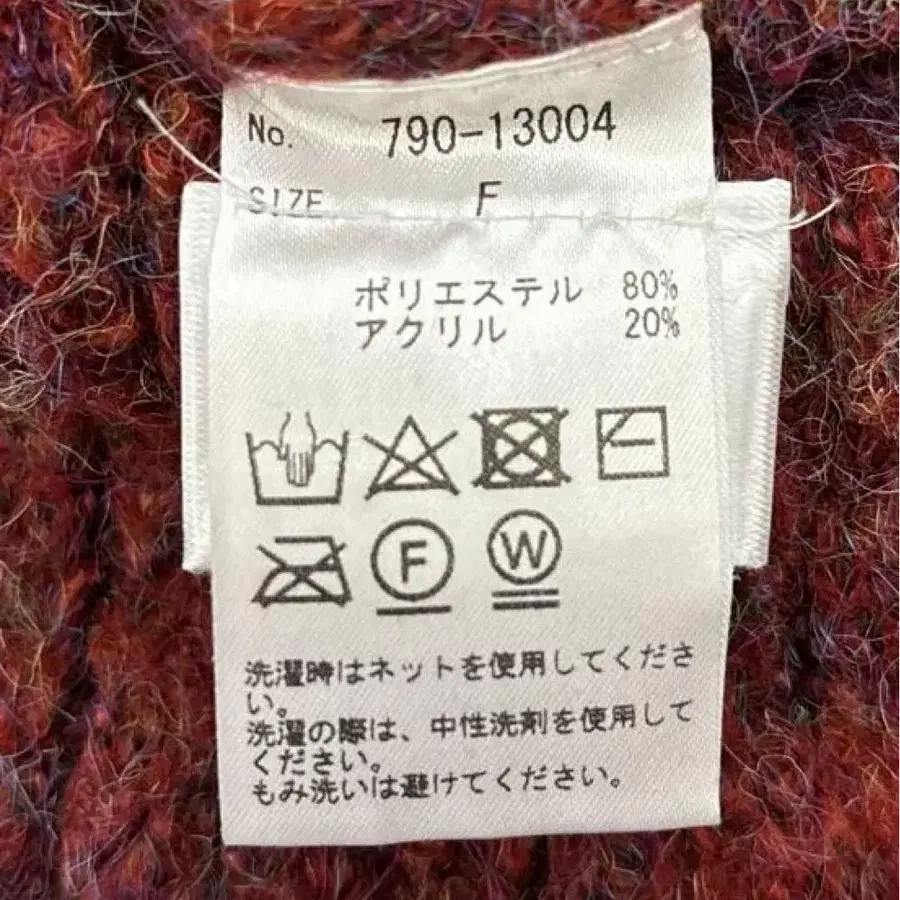 No. 790-13004
SIZE F
ポリエステル 80%
アクリル 20%
F
W
洗濯時はネットを使用してくださ
い。
洗濯の際は、中性洗剤を使用して
ください。
もみ洗いは避けてください。